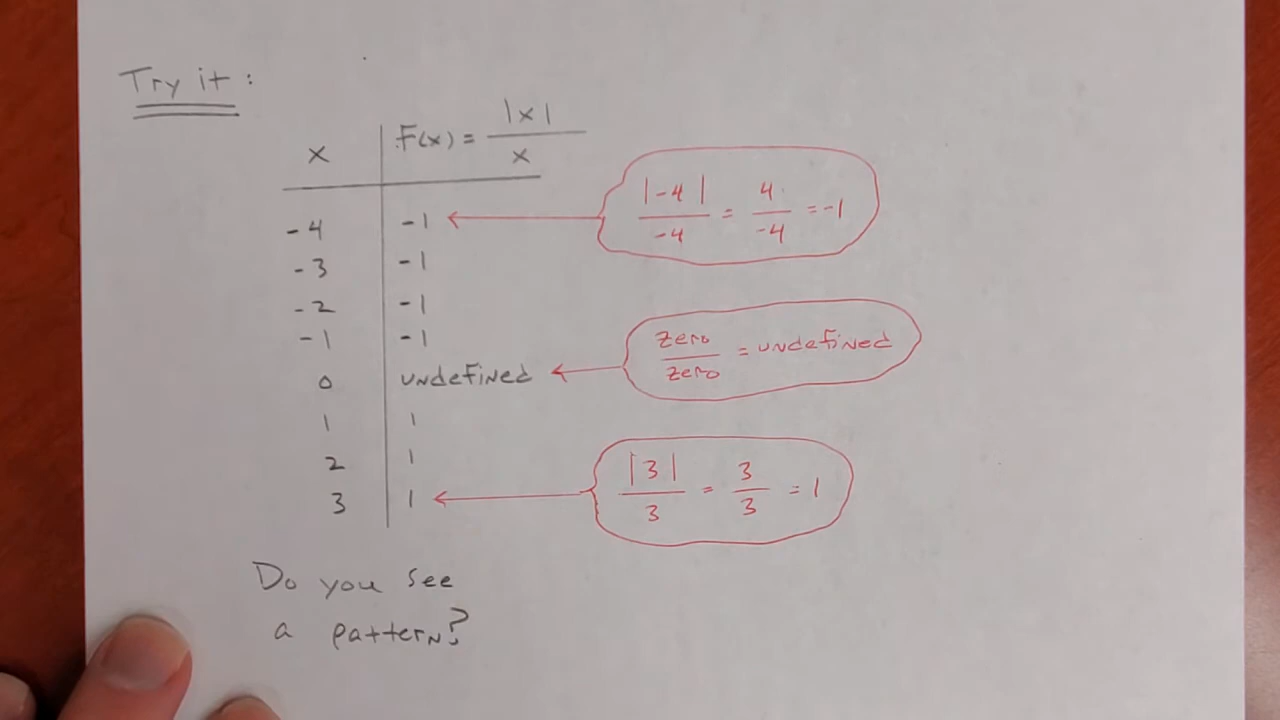 Try it:
x | F(x) = |x| / x
-4 | -1
-3 | -1
-2 | -1
-1 | -1
0 | undefined
1 | 1
2 | 1
3 | 1
|-4| / -4 = 4 / -4 = -1
zero / zero = undefined
|3| / 3 = 3 / 3 = 1
Do you see
a pattern?